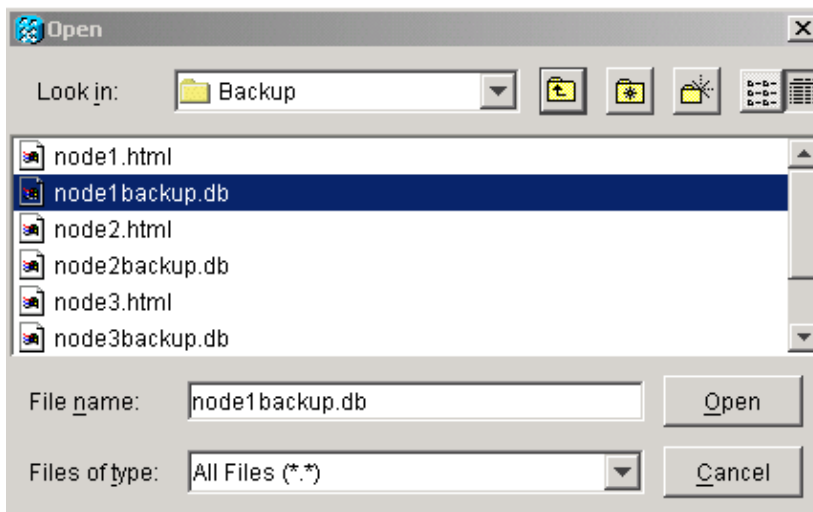 Open
Look in: Backup
node1.html
node1backup.db
node2.html
node2backup.db
node3.html
node3backup.db
File name: node1backup.db Open
Files of type: All Files (*.*) Cancel